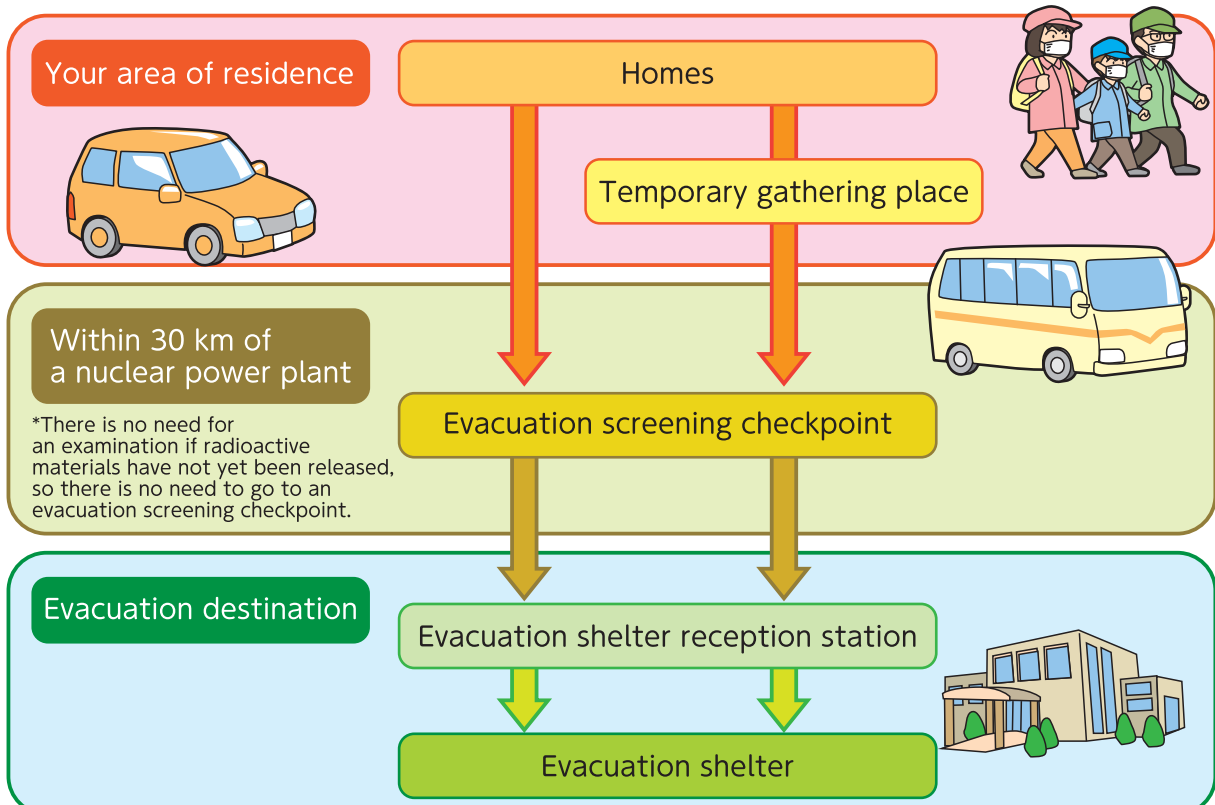 Your area of residence
Homes
Temporary gathering place
Within 30 km of
a nuclear power plant
*There is no need for
an examination if radioactive
materials have not yet been released,
so there is no need to go to an
evacuation screening checkpoint.
Evacuation screening checkpoint
Evacuation destination
Evacuation shelter reception station
Evacuation shelter